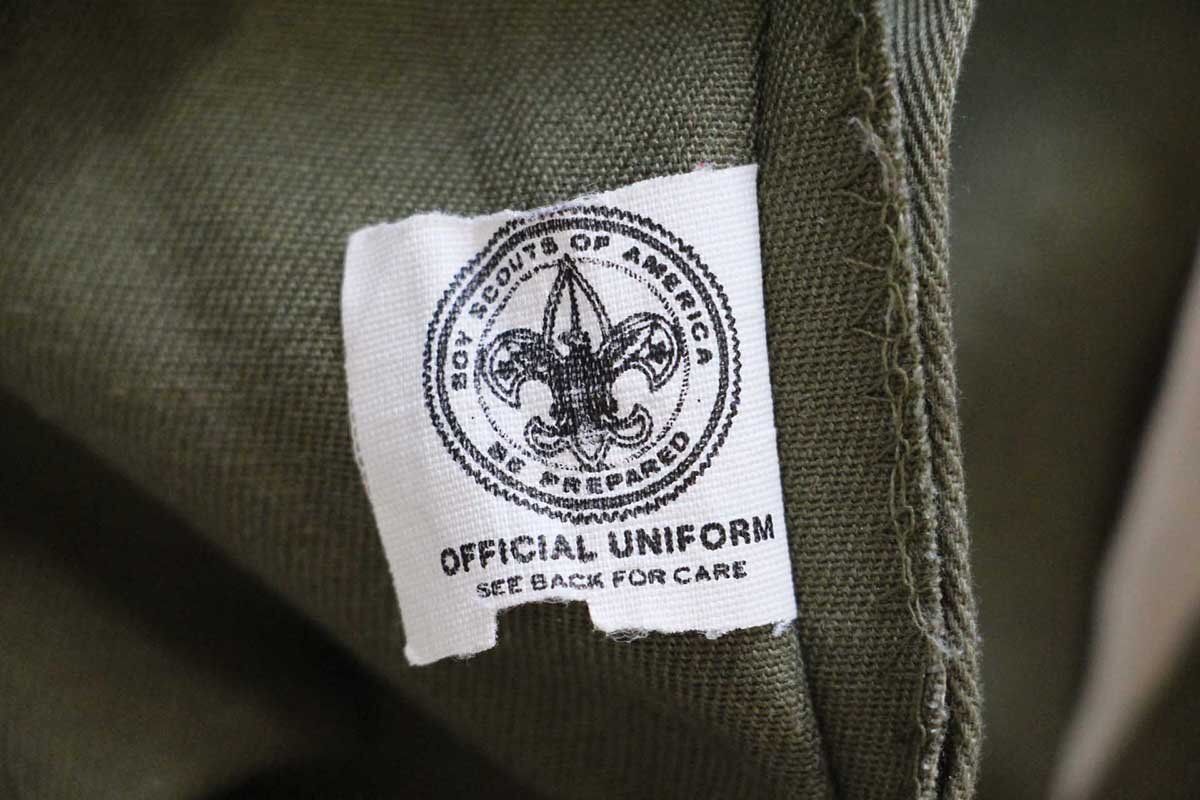 BOY SCOUTS OF AMERICA
BE PREPARED
OFFICIAL UNIFORM
SEE BACK FOR CARE